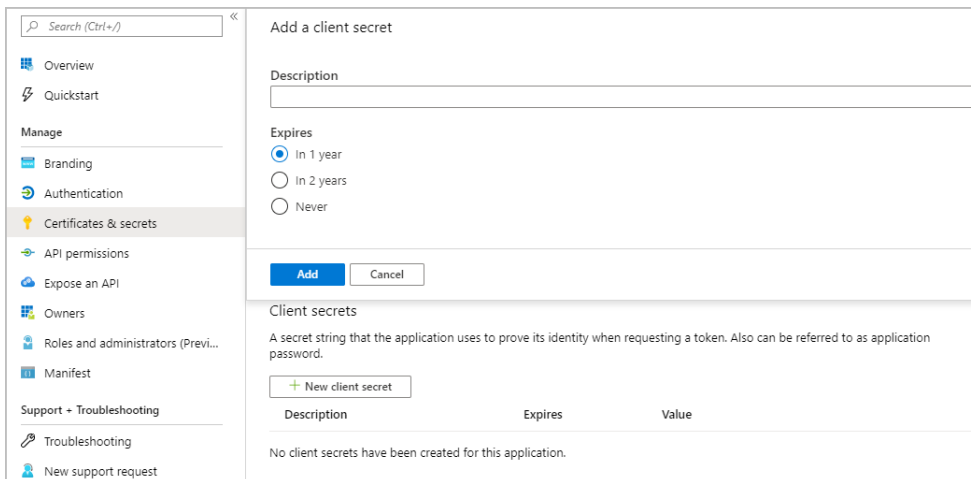 Search (Ctrl+/)
«
Overview
Quickstart
Manage
Branding
Authentication
Certificates & secrets
API permissions
Expose an API
Owners
Roles and administrators (Previ...
Manifest
Support + Troubleshooting
Troubleshooting
New support request
Add a client secret
Description
Expires
In 1 year
In 2 years
Never
Add
Cancel
Client secrets
A secret string that the application uses to prove its identity when requesting a token. Also can be referred to as application
password.
+ New client secret
Description Expires Value
No client secrets have been created for this application.